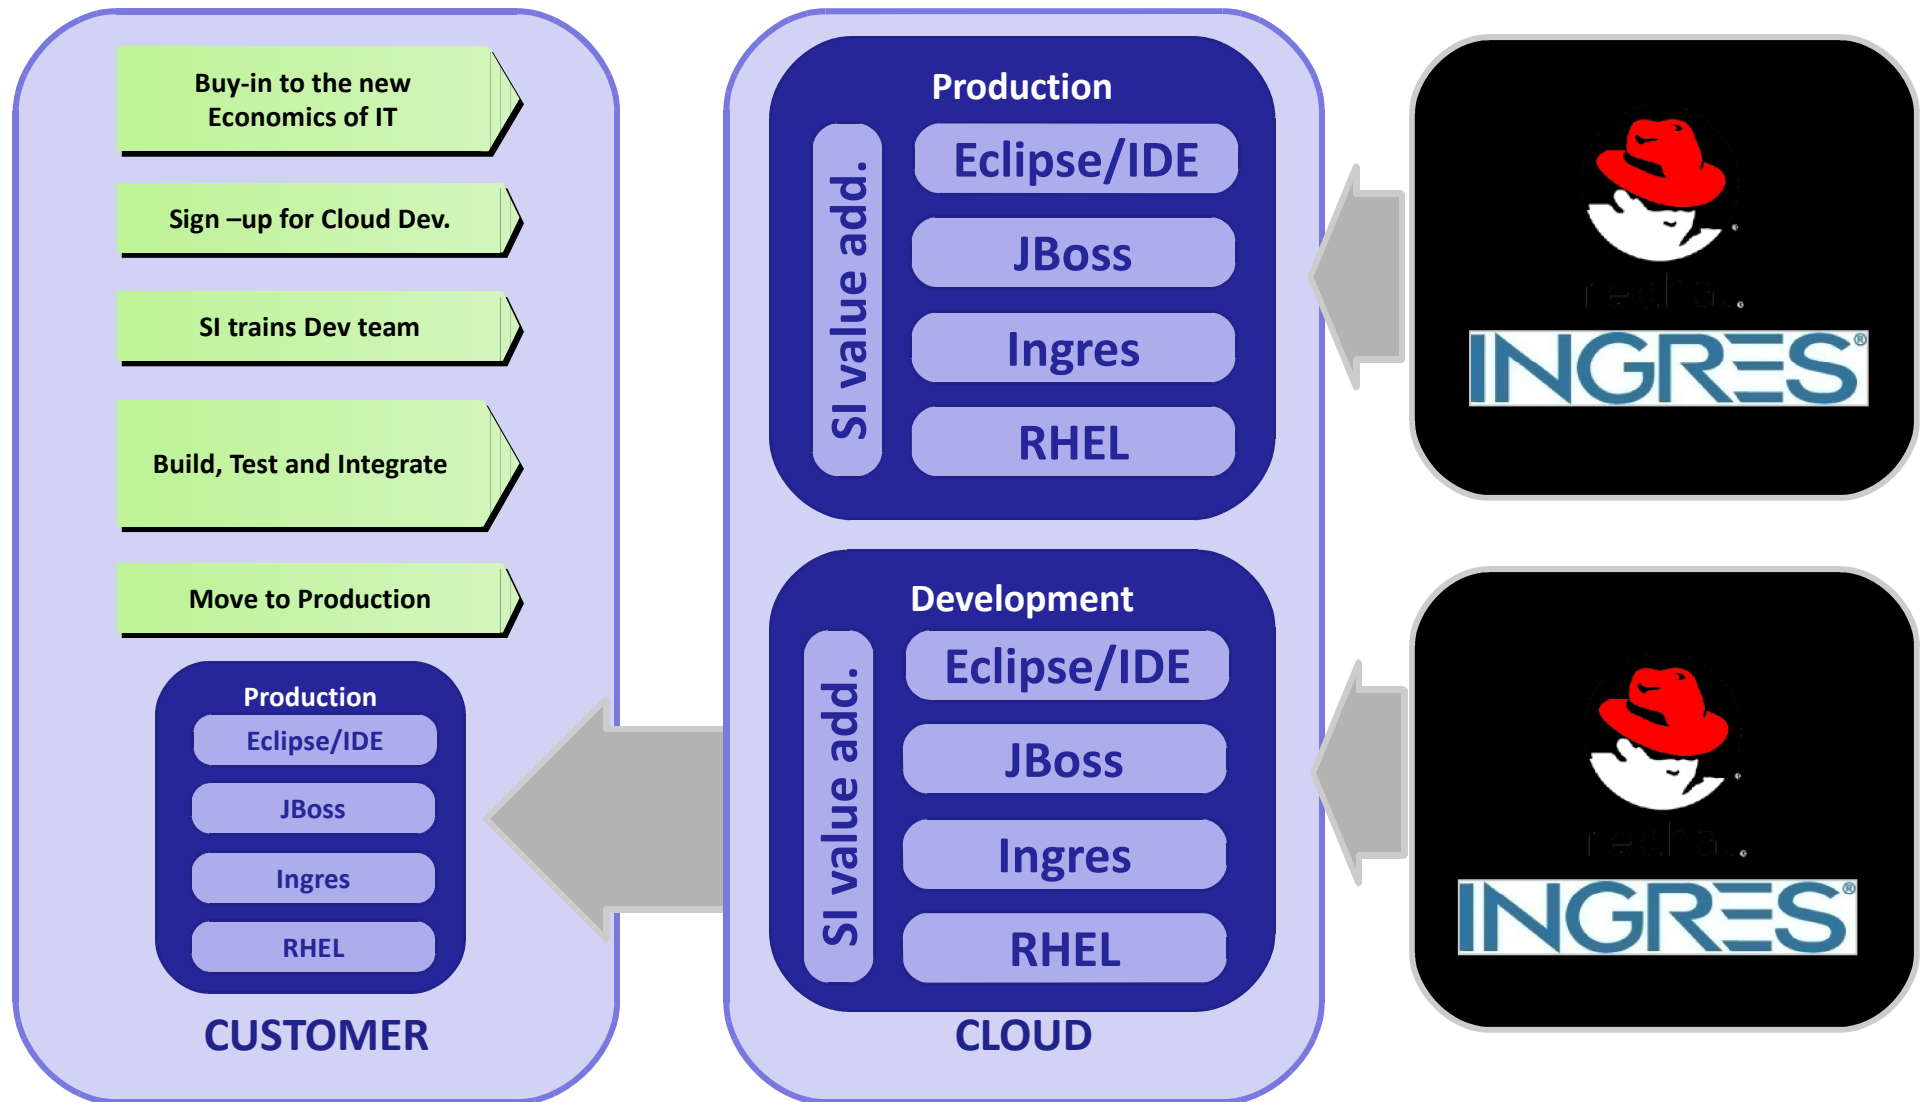 Buy-in to the new
Economics of IT
Sign –up for Cloud Dev.
SI trains Dev team
Build, Test and Integrate
Move to Production
Production
Eclipse/IDE
JBoss
Ingres
RHEL
CUSTOMER
Production
SI value add.
Eclipse/IDE
JBoss
Ingres
RHEL
Development
SI value add.
Eclipse/IDE
JBoss
Ingres
RHEL
CLOUD
redhat.
INGRES®
redhat.
INGRES®